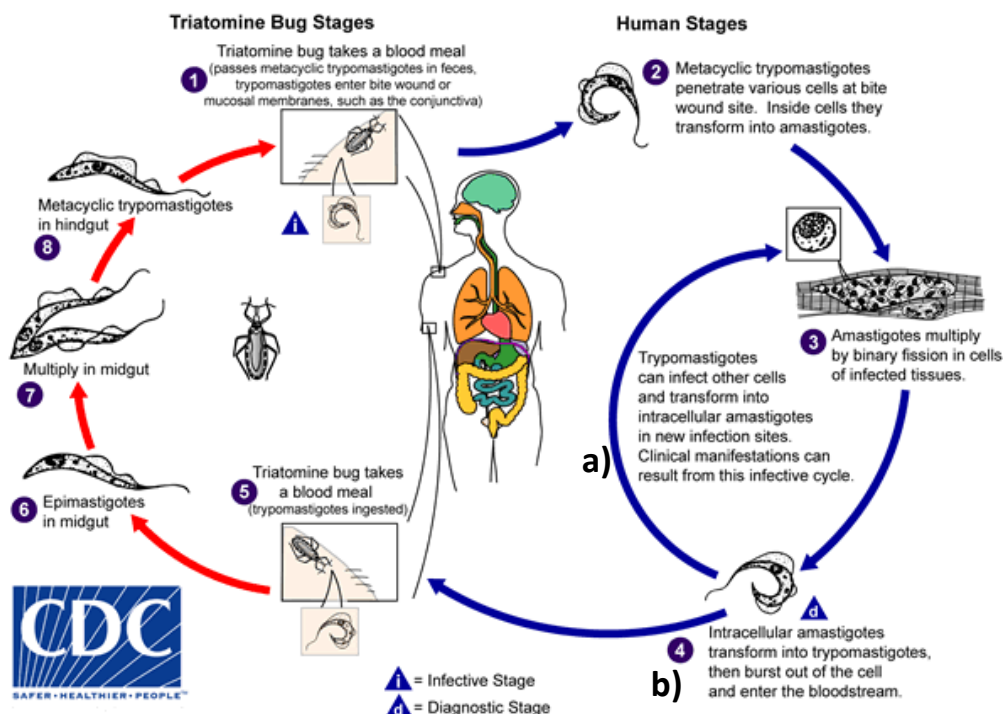 Triatomine Bug Stages
Human Stages
Triatomine bug takes a blood meal
(passes metacyclic trypomastigotes in feces,
trypomastigotes enter bite wound or
mucosal membranes, such as the conjunctiva)
1
i
2
Metacyclic trypomastigotes
penetrate various cells at bite
wound site. Inside cells they
transform into amastigotes.
3
Amastigotes multiply
by binary fission in cells
of infected tissues.
Trypomastigotes
can infect other cells
and transform into
intracellular amastigotes
in new infection sites.
Clinical manifestations can
result from this infective cycle.
a)
d
4
Intracellular amastigotes
transform into trypomastigotes,
then burst out of the cell
and enter the bloodstream.
b)
5
Triatomine bug takes
a blood meal
(trypomastigotes ingested)
6
Epimastigotes
in midgut
Multiply in midgut
7
Metacyclic trypomastigotes
in hindgut
8
CDC
SAFER•HEALTHIER•PEOPLE™
i = Infective Stage
d = Diagnostic Stage